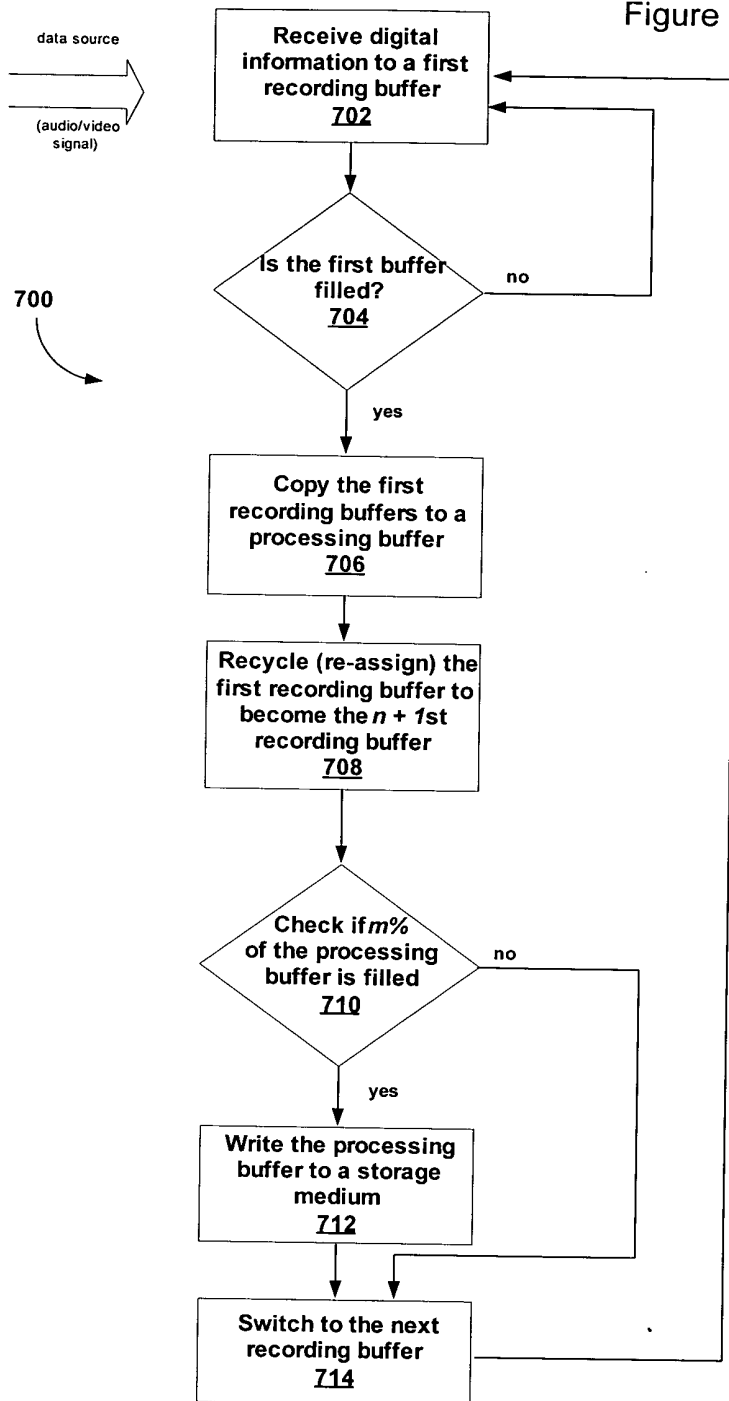 Figure
data source
(audio/video
signal)
Receive digital
information to a first
recording buffer
702
Is the first buffer
filled?
704
no
700
yes
Copy the first
recording buffers to a
processing buffer
706
Recycle (re-assign) the
first recording buffer to
become the n + 1st
recording buffer
708
Check if m%
of the processing
buffer is filled
710
no
yes
Write the processing
buffer to a storage
medium
712
Switch to the next
recording buffer
714